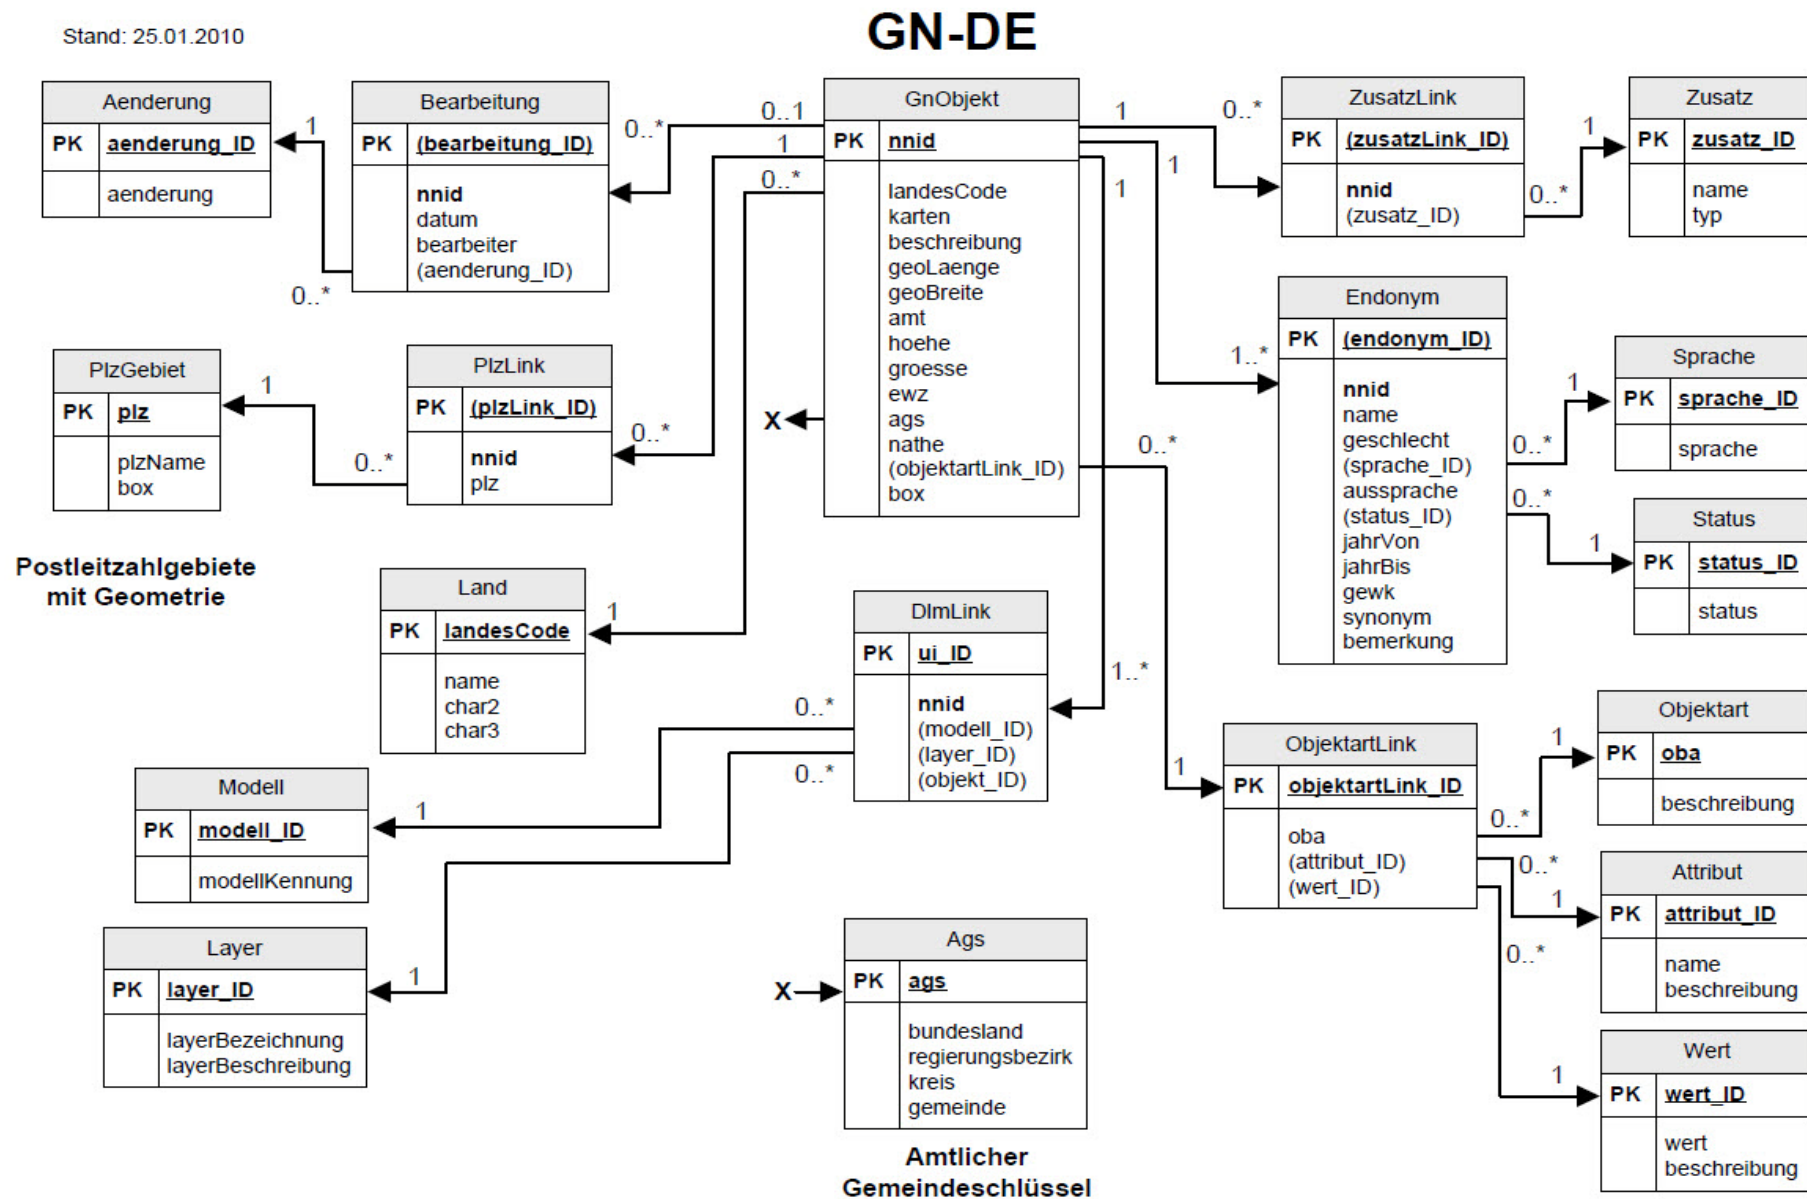 Stand: 25.01.2010
GN-DE
Aenderung
PK aenderung_ID
aenderung
1
0..*
Bearbeitung
PK (bearbeitung_ID)
nnid
datum
bearbeiter
(aenderung_ID)
0..*
0..1
1
0..*
GnObjekt
PK nnid
landesCode
karten
beschreibung
geoLaenge
geoBreite
amt
hoehe
groesse
ewz
ags
nathe
(objektartLink_ID)
box
X
1
0..*
1
1
ZusatzLink
PK (zusatzLink_ID)
nnid
(zusatz_ID)
1
0..*
Zusatz
PK zusatz_ID
name
typ
PlzGebiet
PK plz
plzName
box
1
0..*
Postleitzahlgebiete
mit Geometrie
PlzLink
PK (plzLink_ID)
nnid
plz
0..*
1..*
Endonym
PK (endonym_ID)
nnid
name
geschlecht
(sprache_ID)
aussprache
(status_ID)
jahrVon
jahrBis
gewk
synonym
bemerkung
1
0..*
0..*
1
Sprache
PK sprache_ID
sprache
Status
PK status_ID
status
0..*
Land
PK landesCode
name
char2
char3
1
DlmLink
PK ui_ID
nnid
(modell_ID)
(layer_ID)
(objekt_ID)
1..*
0..*
0..*
Modell
PK modell_ID
modellKennung
1
Layer
PK layer_ID
layerBezeichnung
layerBeschreibung
1
1
ObjektartLink
PK objektartLink_ID
oba
(attribut_ID)
(wert_ID)
1
0..*
0..*
1
0..*
1
Objektart
PK oba
beschreibung
Attribut
PK attribut_ID
name
beschreibung
Wert
PK wert_ID
wert
beschreibung
X
Ags
PK ags
bundesland
regierungsbezirk
kreis
gemeinde
Amtlicher
Gemeindeschlüssel